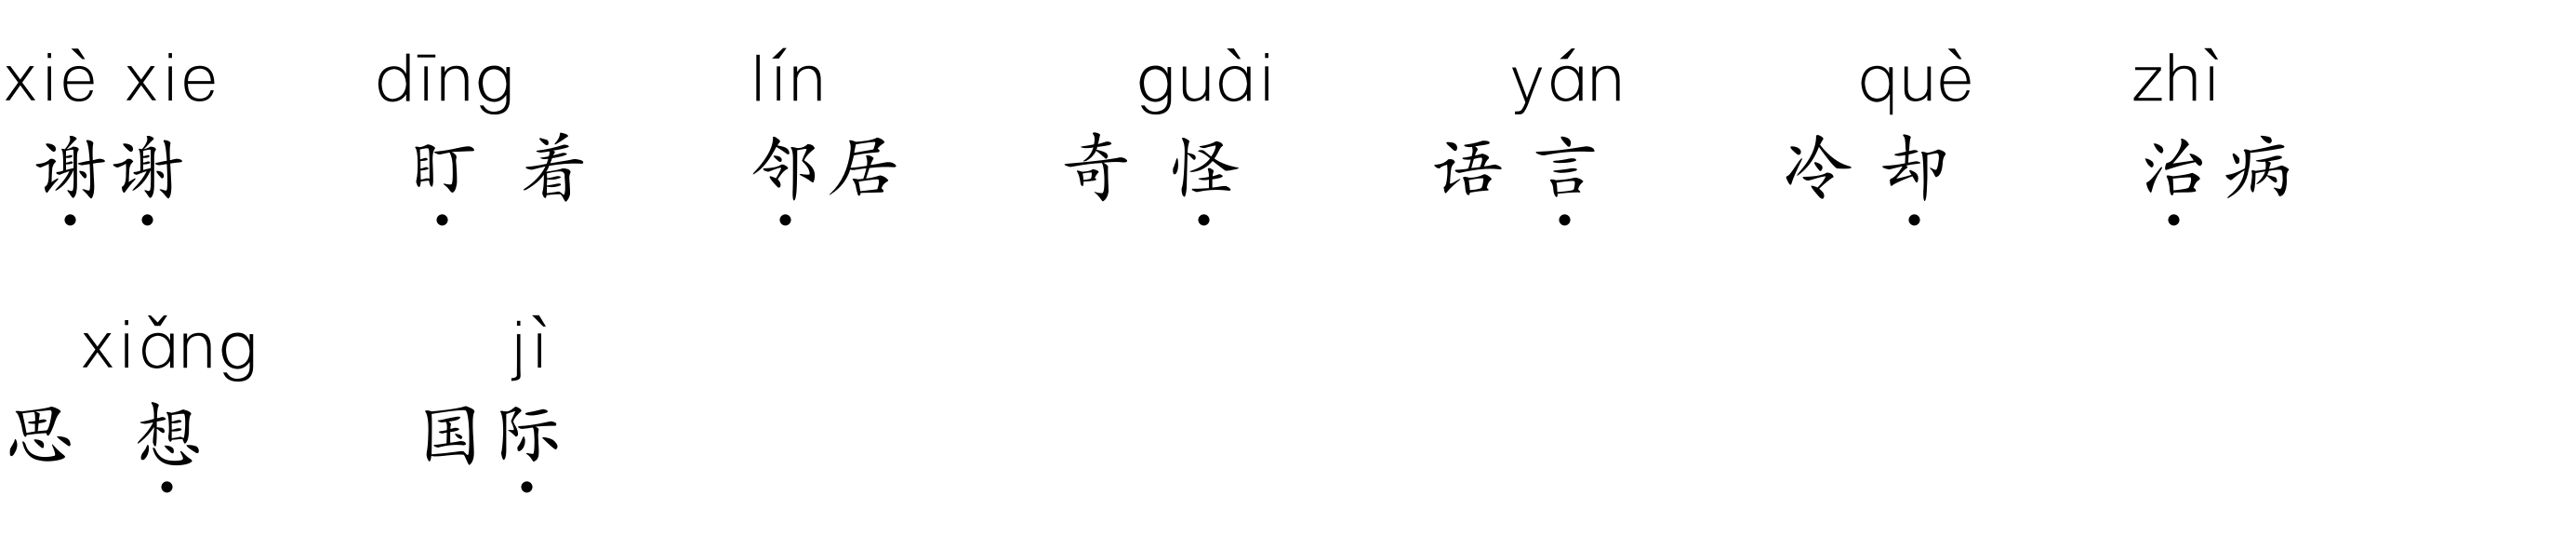 xiè xie dīng lín guài yán què zhì
谢谢 盯着 邻居 奇怪 语言 冷却 治病
xiǎng jì
思想 国际